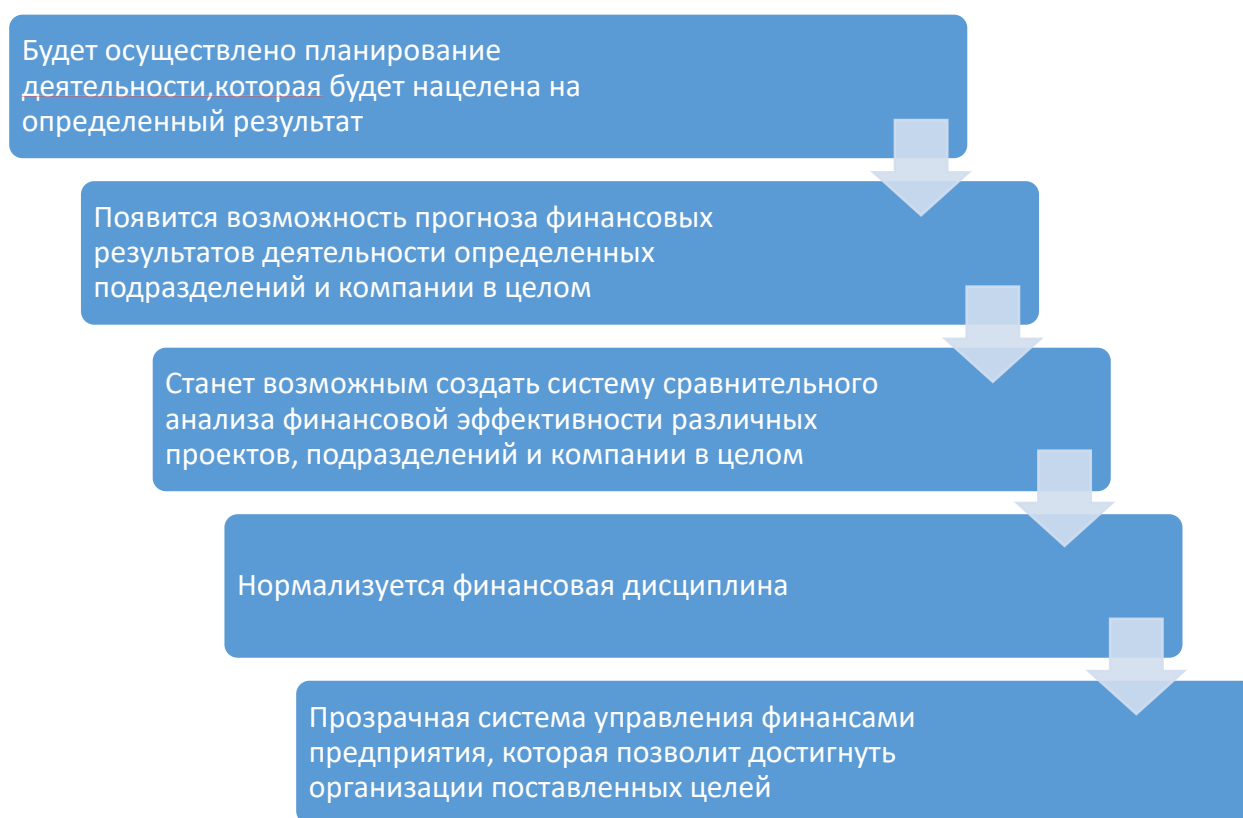 Будет осуществлено планирование
деятельности,которая будет нацелена на
определенный результат
Появится возможность прогноза финансовых
результатов деятельности определенных
подразделений и компании в целом
Станет возможным создать систему сравнительного
анализа финансовой эффективности различных
проектов, подразделений и компании в целом
Нормализуется финансовая дисциплина
Прозрачная система управления финансами
предприятия, которая позволит достигнуть
организации поставленных целей